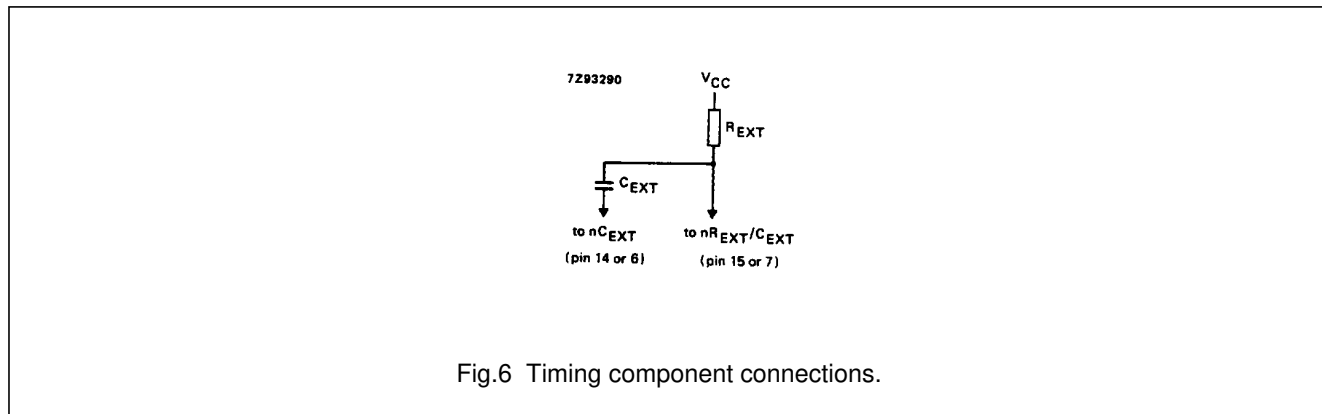 7Z93290
VCC
REXT
CEXT
to nCEXT
(pin 14 or 6)
to nREXT/CEXT
(pin 15 or 7)
Fig.6 Timing component connections.